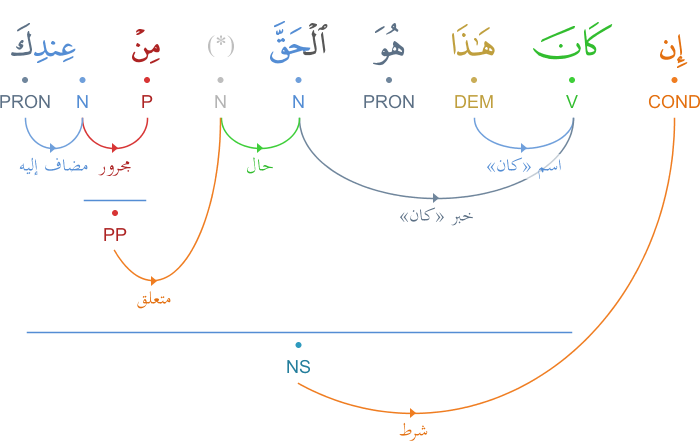 إِن كَانَ هَـٰذَا هُوَ ٱلْحَقَّ (*) مِنْ عِندِكَ
COND V DEM PRON N N P N PRON
اسم «كان» حال مجرور مضاف إليه
خبر «كان»
PP
متعلق
NS
شرط